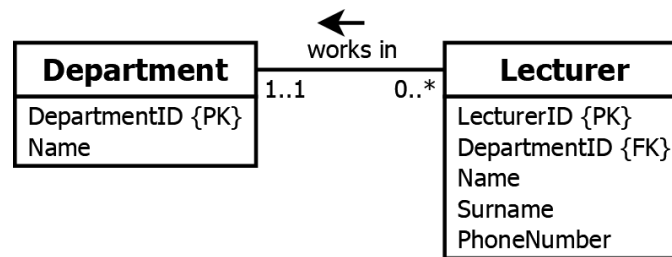 works in
Department
1..1
0..*
Lecturer
DepartmentID {PK}
Name
LecturerID {PK}
DepartmentID {FK}
Name
Surname
PhoneNumber